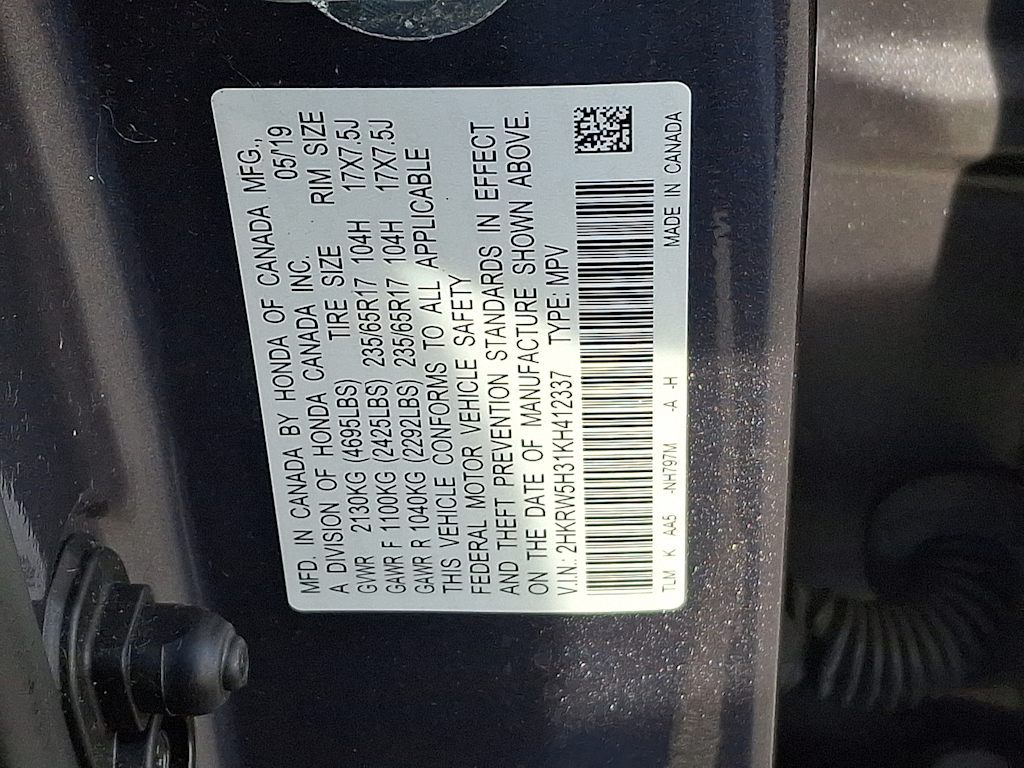 MFD. IN CANADA BY HONDA OF CANADA MFG.,
A DIVISION OF HONDA CANADA INC. 05/19
GVWR 2130KG (4695LBS) TIRE SIZE RIM SIZE
GAWR F 1100KG (2425LBS) 235/65R17 104H 17X7.5J
GAWR R 1040KG (2292LBS) 235/65R17 104H 17X7.5J
THIS VEHICLE CONFORMS TO ALL APPLICABLE
FEDERAL MOTOR VEHICLE SAFETY
AND THEFT PREVENTION STANDARDS IN EFFECT
ON THE DATE OF MANUFACTURE SHOWN ABOVE.
V.I.N.: 2HKRW5H31KH412337 TYPE: MPV
TLM K AA5 -NH797M -A -H MADE IN CANADA